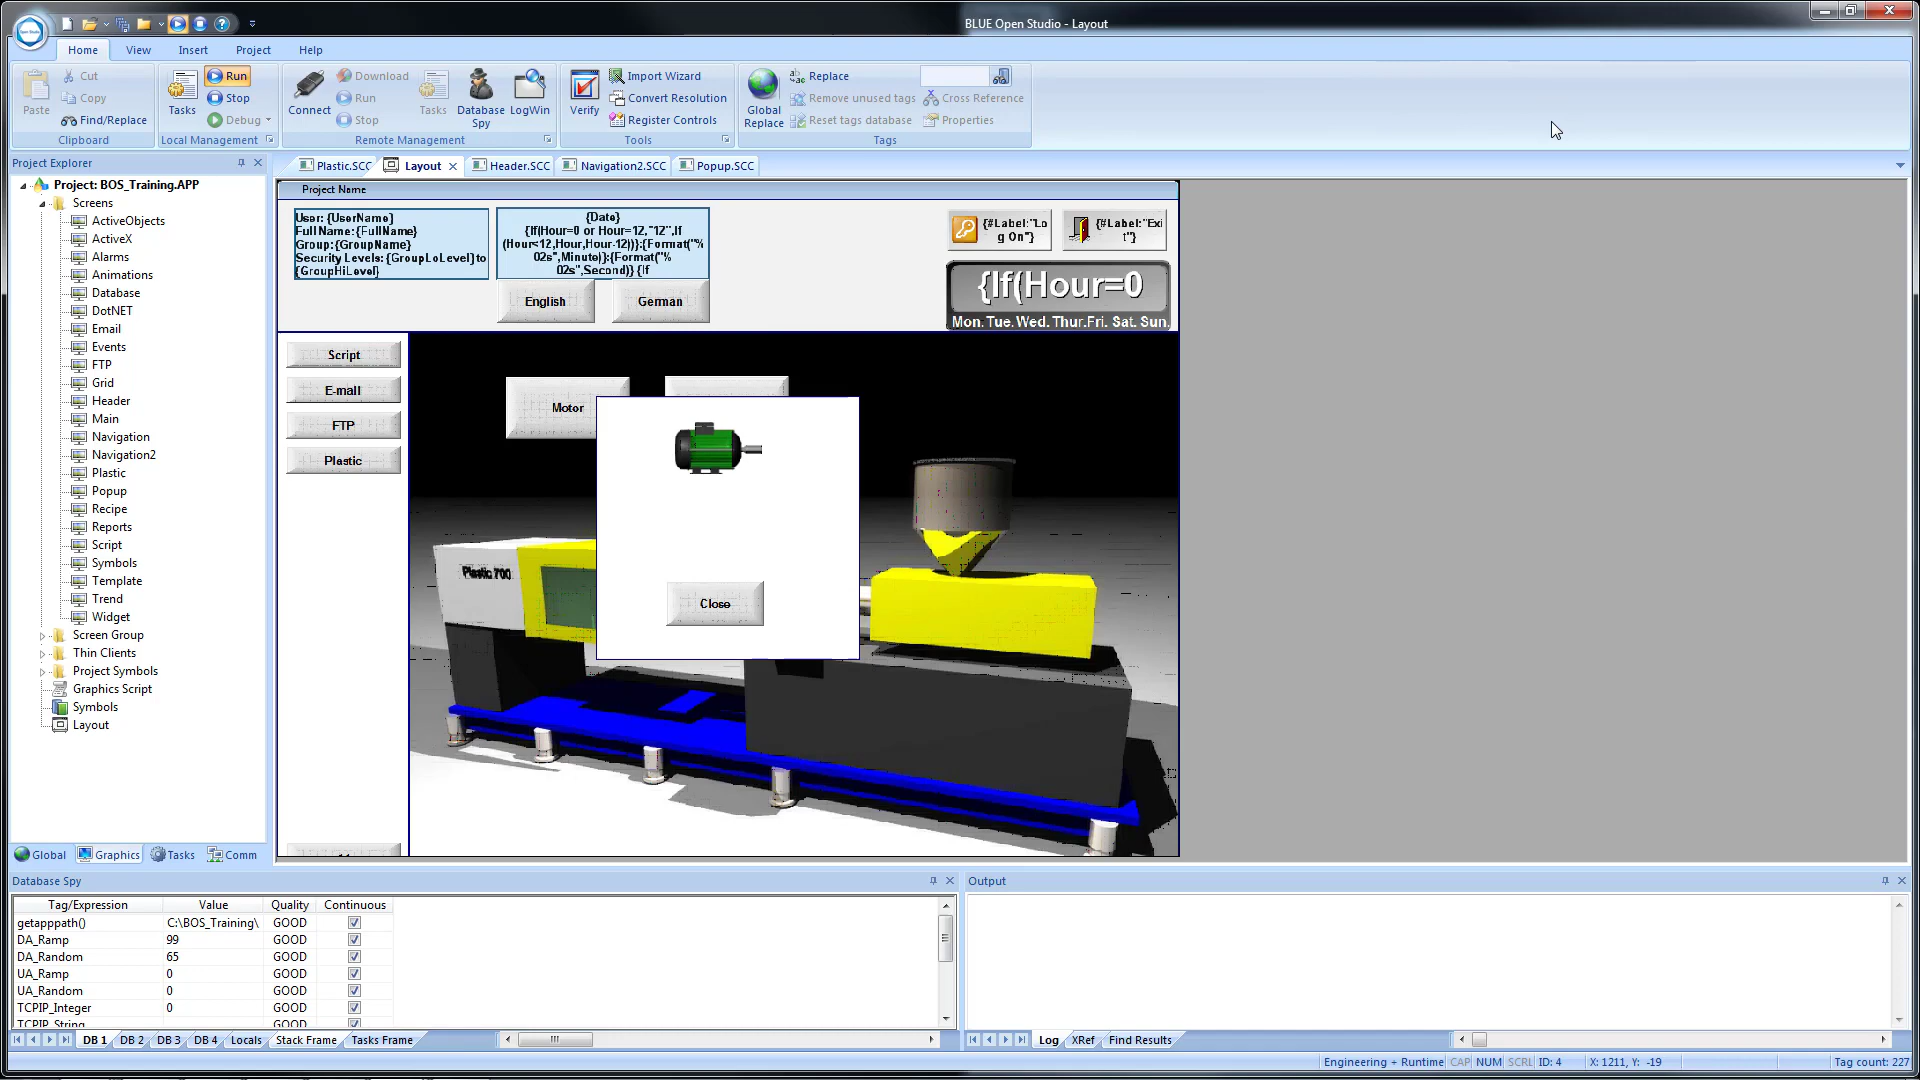 BLUE Open Studio - Layout
Home View Insert Project Help
Paste Cut Copy Find/Replace
Clipboard
Tasks Run Stop Debug
Local Management
Connect Download Run Stop Tasks Database Spy LogWin
Remote Management
Verify Import Wizard Convert Resolution Register Controls
Tools
Global Replace Replace Remove unused tags Reset tags database Cross Reference Properties
Tags
Project Explorer
Project: BOS_Training.APP
Screens
ActiveObjects
ActiveX
Alarms
Animations
Database
DotNET
Email
Events
FTP
Grid
Header
Main
Navigation
Navigation2
Plastic
Popup
Recipe
Reports
Script
Symbols
Template
Trend
Widget
Screen Group
Thin Clients
Project Symbols
Graphics Script
Symbols
Layout
Global Graphics Tasks Comm
Plastic.SCC Layout Header.SCC Navigation2.SCC Popup.SCC
Project Name
User: {UserName}
Full Name: {FullName}
Group: {GroupName}
Security Levels: {GroupLoLevel} to
{GroupHiLevel}
{Date}
{If(Hour=0 or Hour=12,"12",If
(Hour<12,Hour,Hour-12))}:{Format("%
02s",Minute)}:{Format("%
02s",Second)} {If
English German
{#Label:"Lo
g On"}
{#Label:"Exi
t"}
{If(Hour=0
Mon. Tue. Wed. Thur. Fri. Sat. Sun.
Script
E-mail
FTP
Plastic
Motor
Plastic 700
Close
Database Spy
Tag/Expression Value Quality Continuous
getapppath() C:\BOS_Training\ GOOD
DA_Ramp 99 GOOD
DA_Random 65 GOOD
UA_Ramp 0 GOOD
UA_Random 0 GOOD
TCPIP_Integer 0 GOOD
TCPIP_String GOOD
DB 1 DB 2 DB 3 DB 4 Locals Stack Frame Tasks Frame
Output
Log XRef Find Results
Engineering + Runtime CAP NUM SCRL ID: 4 X: 1211, Y: -19 Tag count: 227